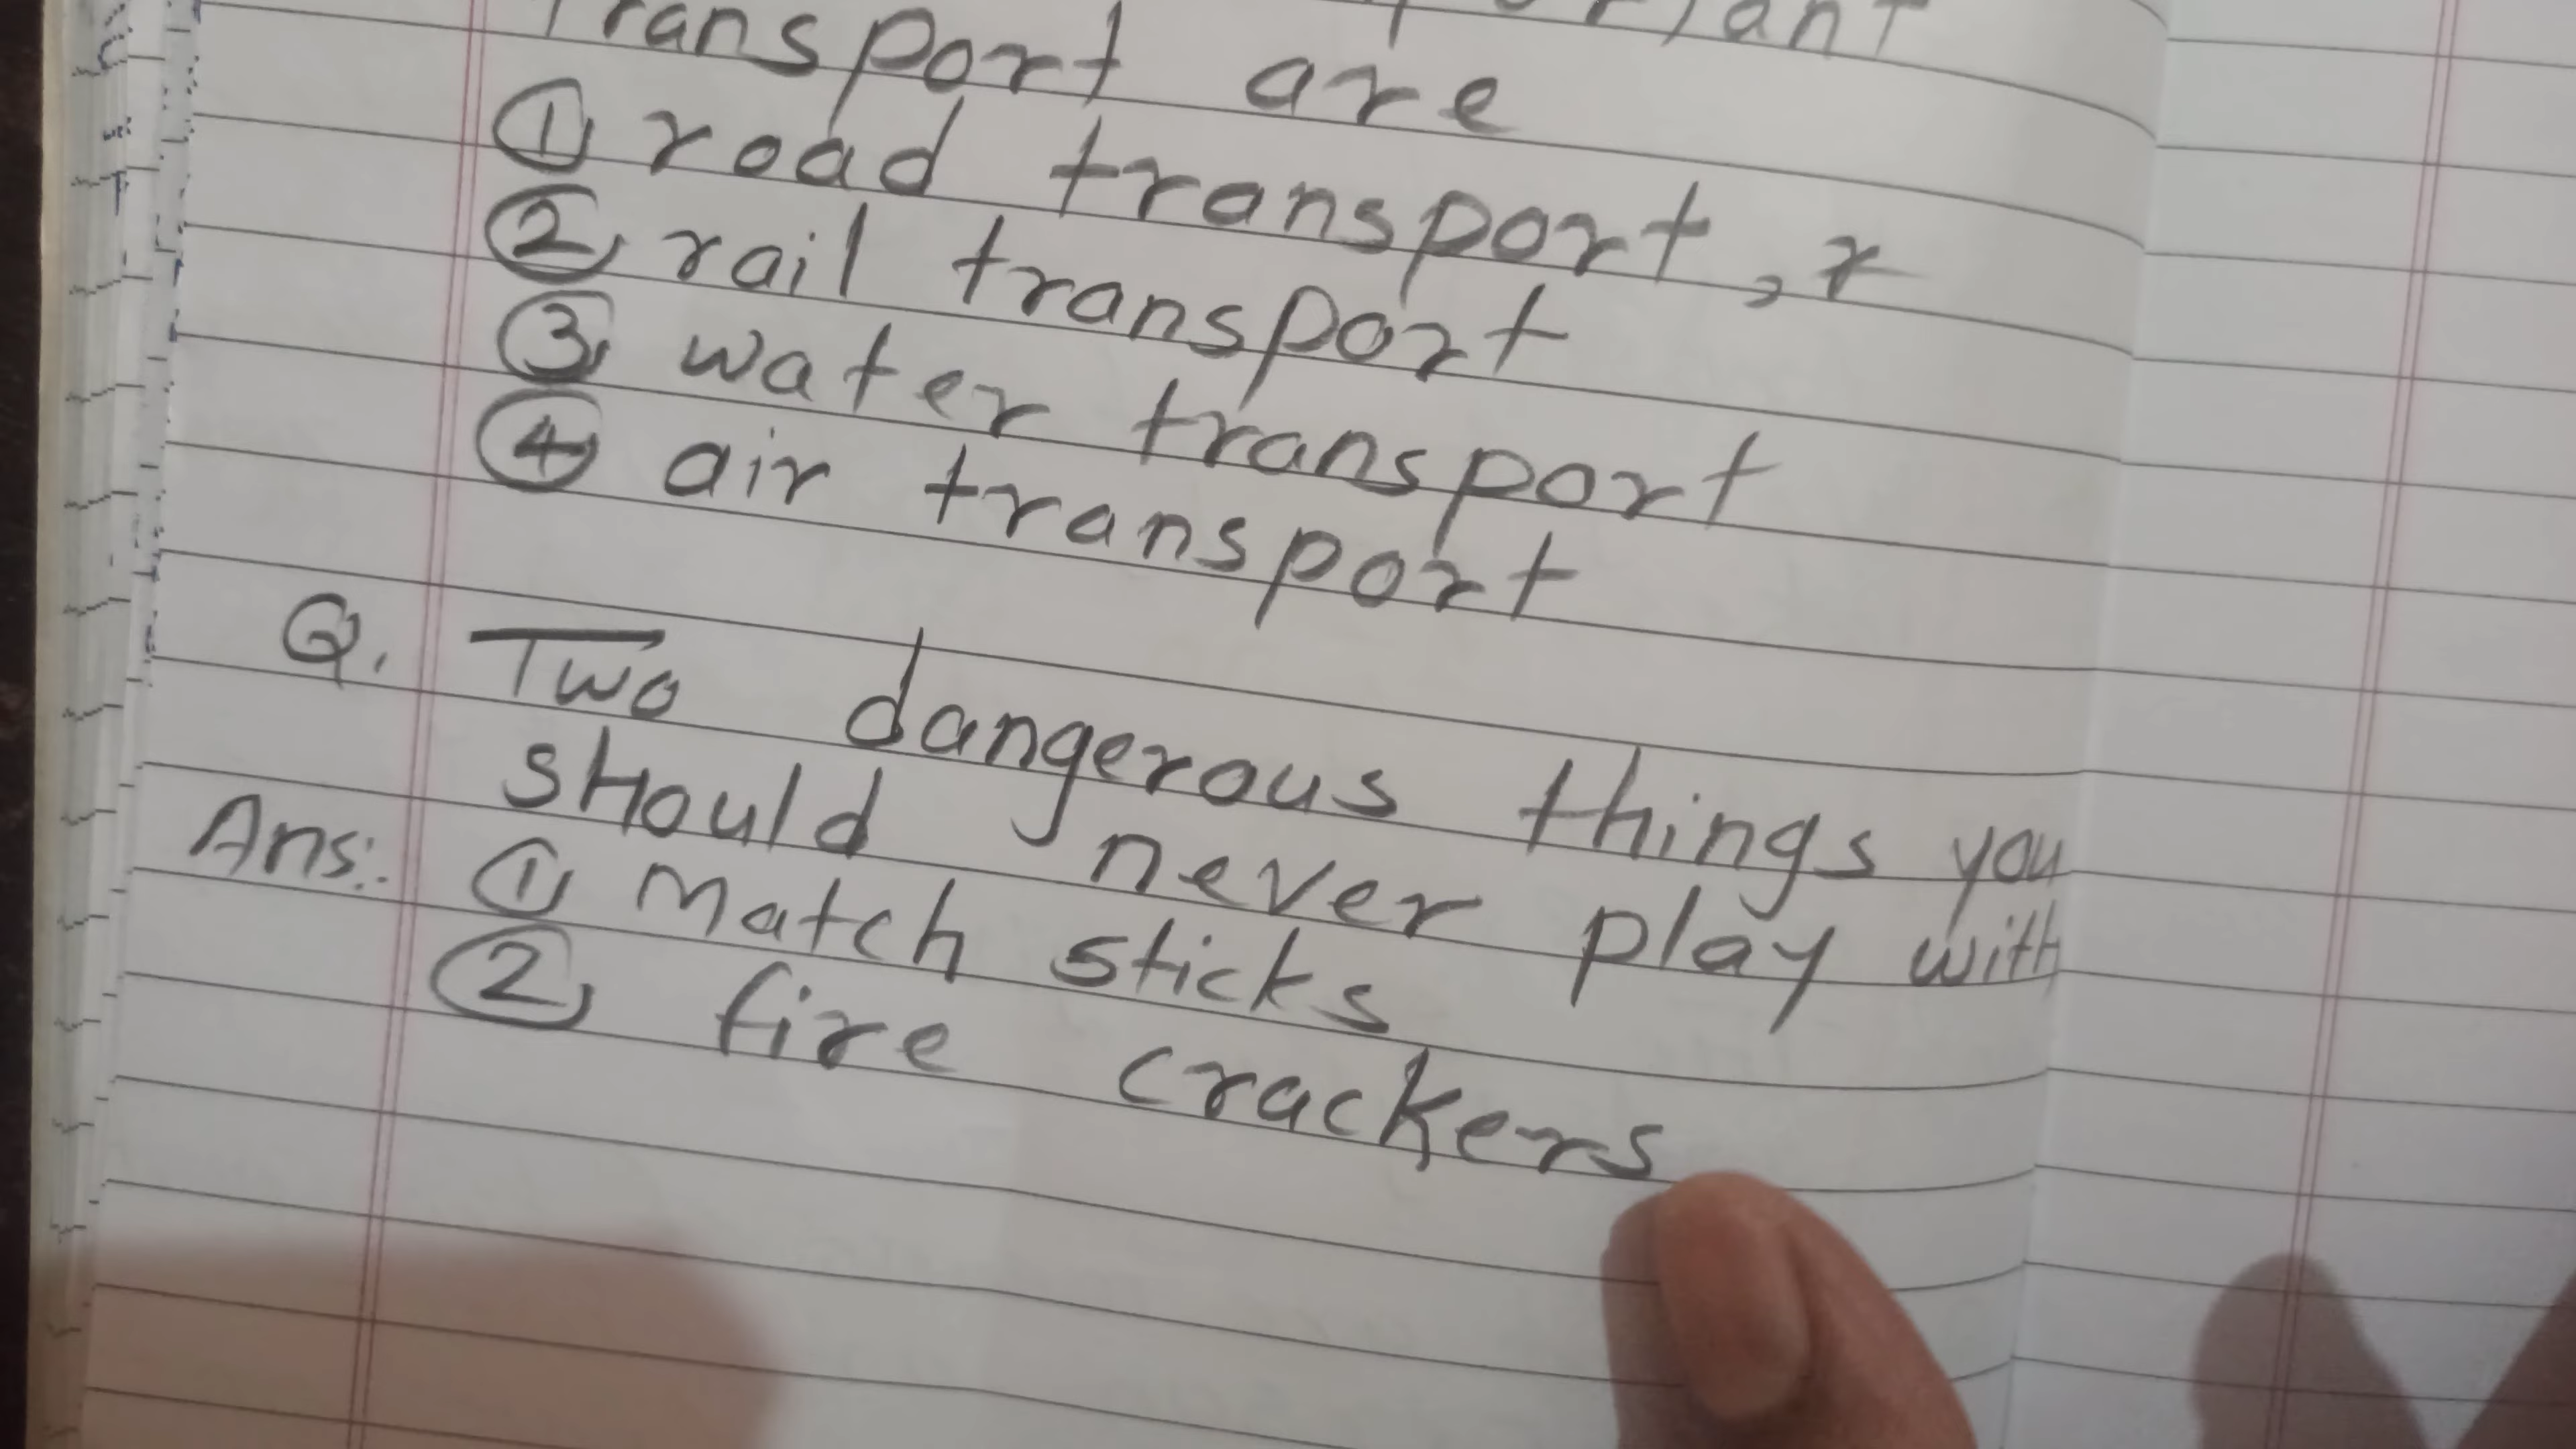 Transport are
① road transport, r
② rail transport
③ water transport
④ air transport
Q. Two dangerous things you
sHould never play with
Ans:. ① Match sticks
② fire crackers